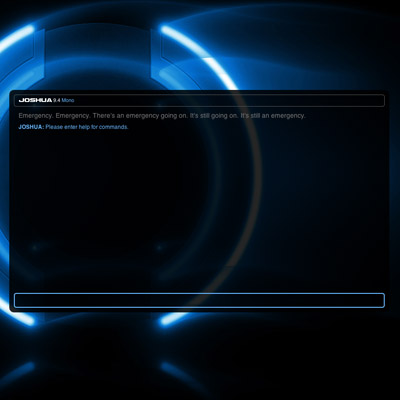 JOSHUA 9.4 Mono
Emergency. Emergency. There's an emergency going on. It's still going on. It's still an emergency.
JOSHUA: Please enter help for commands.